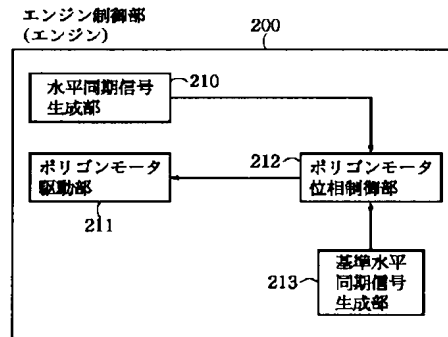 エンジン制御部
(エンジン)
200
水平同期信号
生成部
210
212
ポリゴンモータ
駆動部
ポリゴンモータ
位相制御部
211
213
基準水平
同期信号
生成部